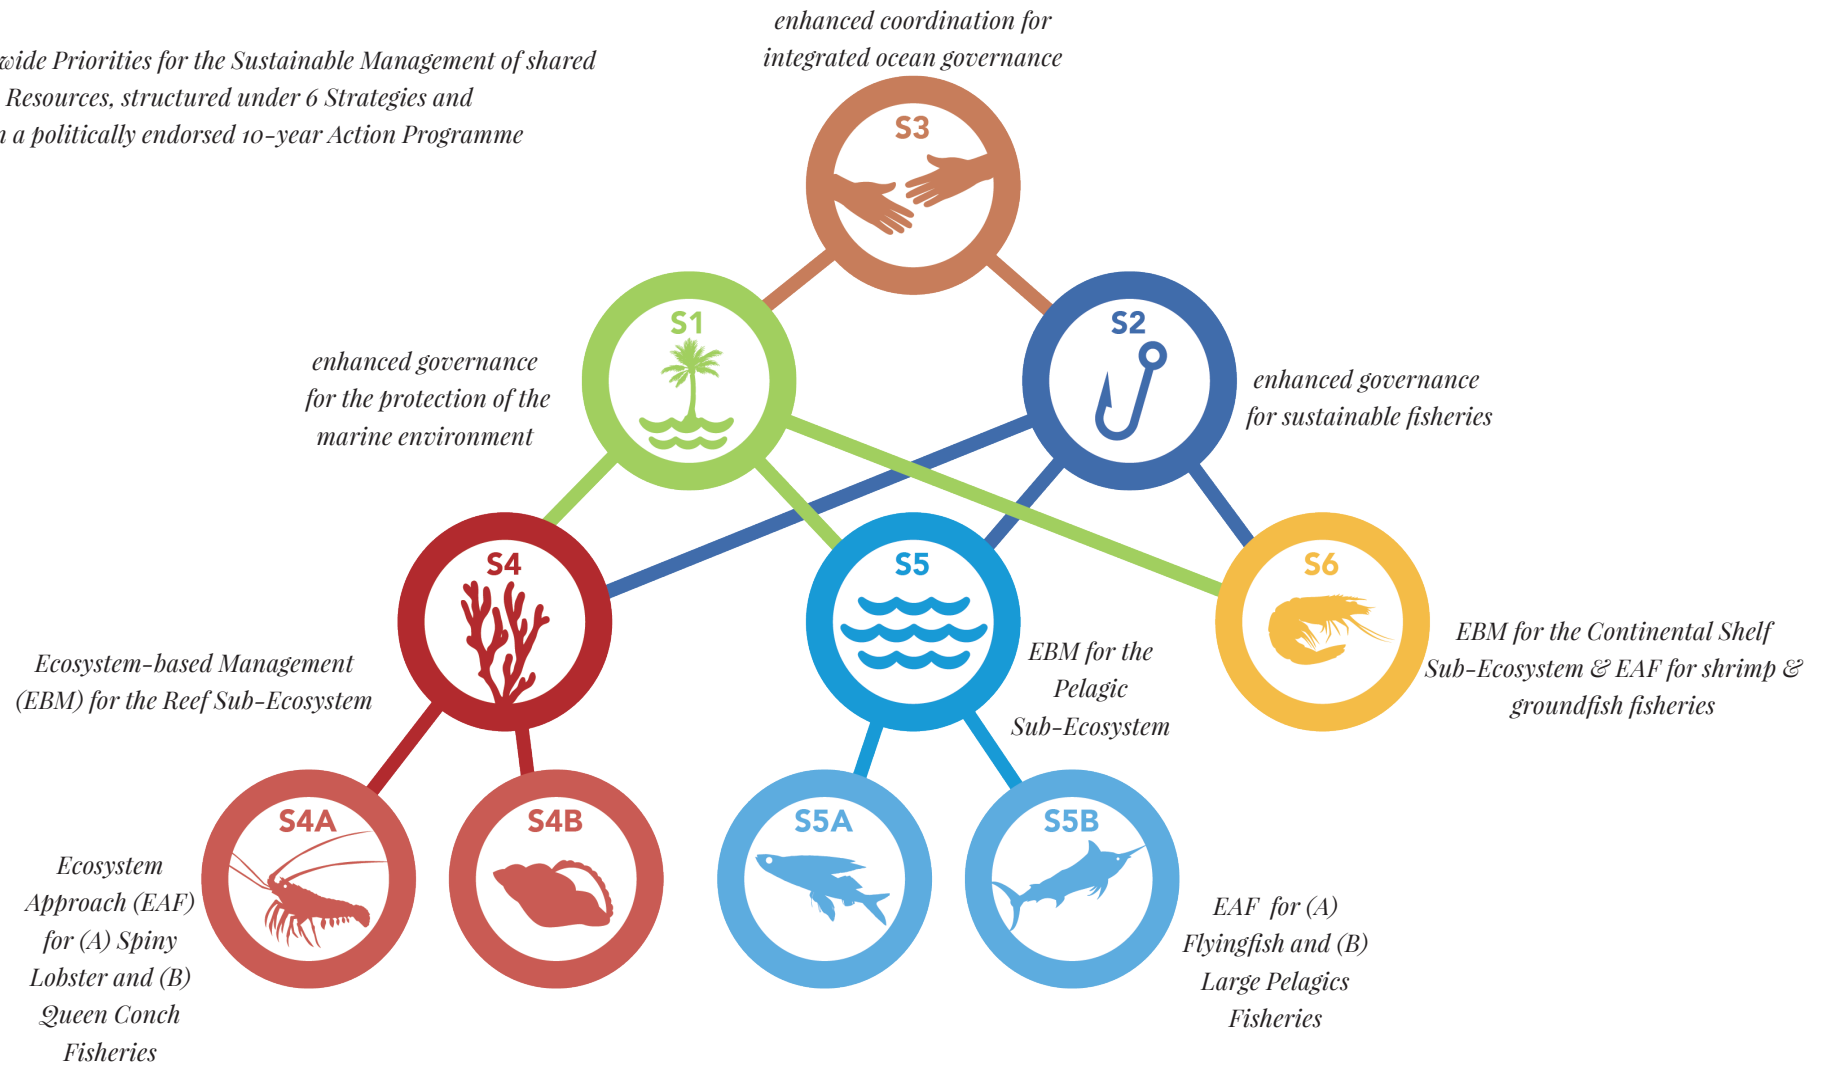 enhanced coordination for
integrated ocean governance
wide Priorities for the Sustainable Management of shared
Resources, structured under 6 Strategies and
a politically endorsed 10-year Action Programme
S3
S1
S2
enhanced governance
for the protection of the
marine environment
enhanced governance
for sustainable fisheries
S4
S5
S6
Ecosystem-based Management
(EBM) for the Reef Sub-Ecosystem
EBM for the
Pelagic
Sub-Ecosystem
EBM for the Continental Shelf
Sub-Ecosystem & EAF for shrimp &
groundfish fisheries
S4A
S4B
S5A
S5B
Ecosystem
Approach (EAF)
for (A) Spiny
Lobster and (B)
Queen Conch
Fisheries
EAF for (A)
Flyingfish and (B)
Large Pelagics
Fisheries